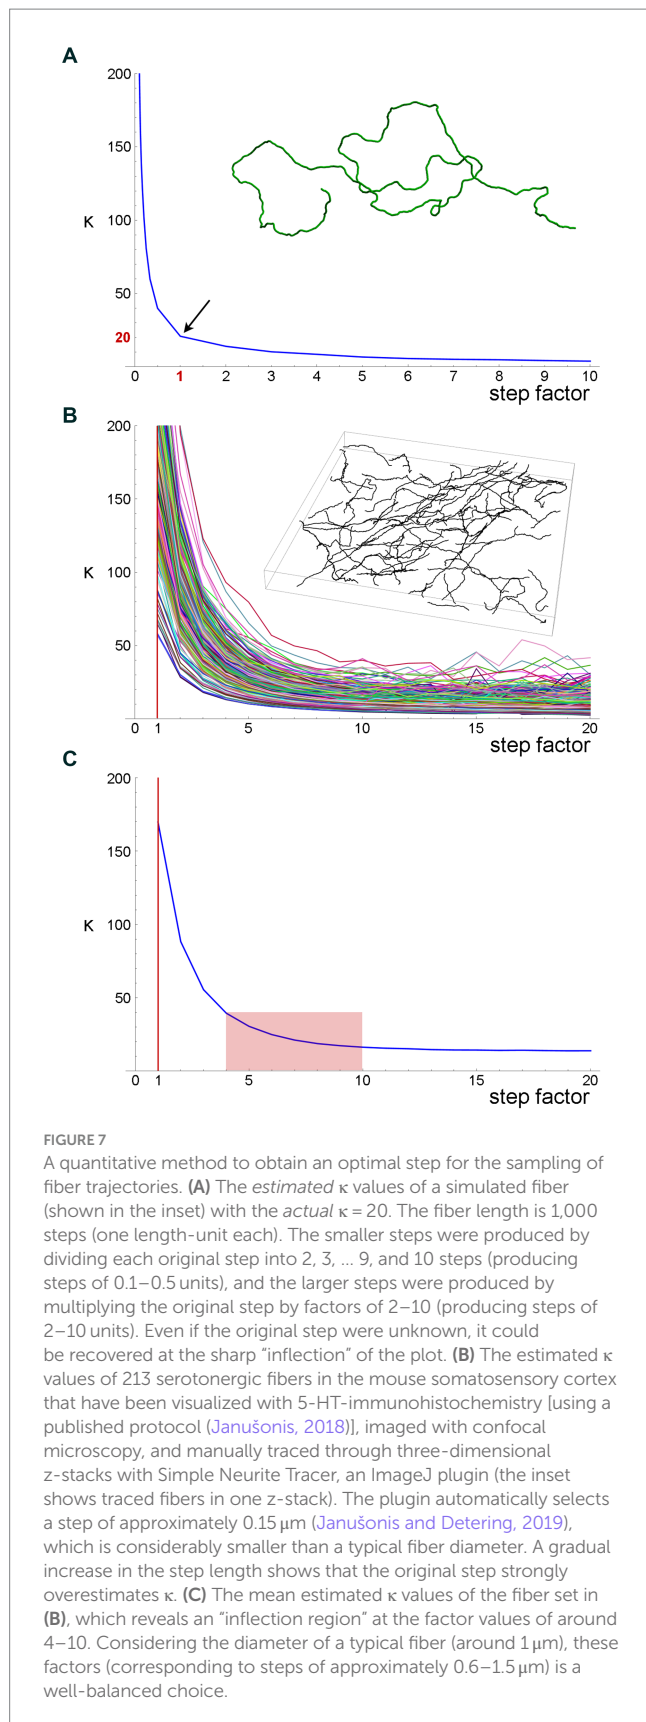 A
200
150
100
50
20
κ
0 1 2 3 4 5 6 7 8 9 10
step factor
B
200
150
100
50
κ
0 1 5 10 15 20
step factor
C
200
150
100
50
κ
0 1 5 10 15 20
step factor
FIGURE 7
A quantitative method to obtain an optimal step for the sampling of
fiber trajectories. (A) The estimated κ values of a simulated fiber
(shown in the inset) with the actual κ = 20. The fiber length is 1,000
steps (one length-unit each). The smaller steps were produced by
dividing each original step into 2, 3, … 9, and 10 steps (producing
steps of 0.1–0.5 units), and the larger steps were produced by
multiplying the original step by factors of 2–10 (producing steps of
2–10 units). Even if the original step were unknown, it could
be recovered at the sharp “inflection” of the plot. (B) The estimated κ
values of 213 serotonergic fibers in the mouse somatosensory cortex
that have been visualized with 5-HT-immunohistochemistry [using a
published protocol (Janušonis, 2018)], imaged with confocal
microscopy, and manually traced through three-dimensional
z-stacks with Simple Neurite Tracer, an ImageJ plugin (the inset
shows traced fibers in one z-stack). The plugin automatically selects
a step of approximately 0.15 μm (Janušonis and Detering, 2019),
which is considerably smaller than a typical fiber diameter. A gradual
increase in the step length shows that the original step strongly
overestimates κ. (C) The mean estimated κ values of the fiber set in
(B), which reveals an “inflection region” at the factor values of around
4–10. Considering the diameter of a typical fiber (around 1 μm), these
factors (corresponding to steps of approximately 0.6–1.5 μm) is a
well-balanced choice.